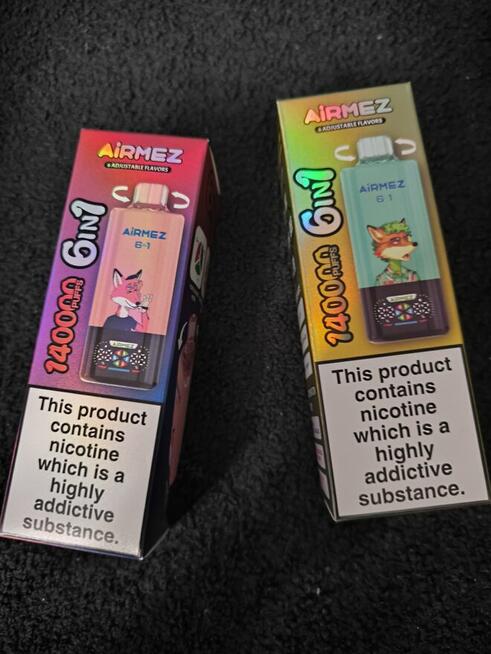 AiRMEZ
6 ADJUSTABLE FLAVORS
6IN1
140000
PUFFS
AiRMEZ
6 1
AiRMEZ
This product
contains
nicotine
which is a
highly
addictive
substance.
AiRMEZ
6 ADJUSTABLE FLAVORS
6IN1
140000
PUFFS
AiRMEZ
6 1
AiRMEZ
This product
contains
nicotine
which is a
highly
addictive
substance.